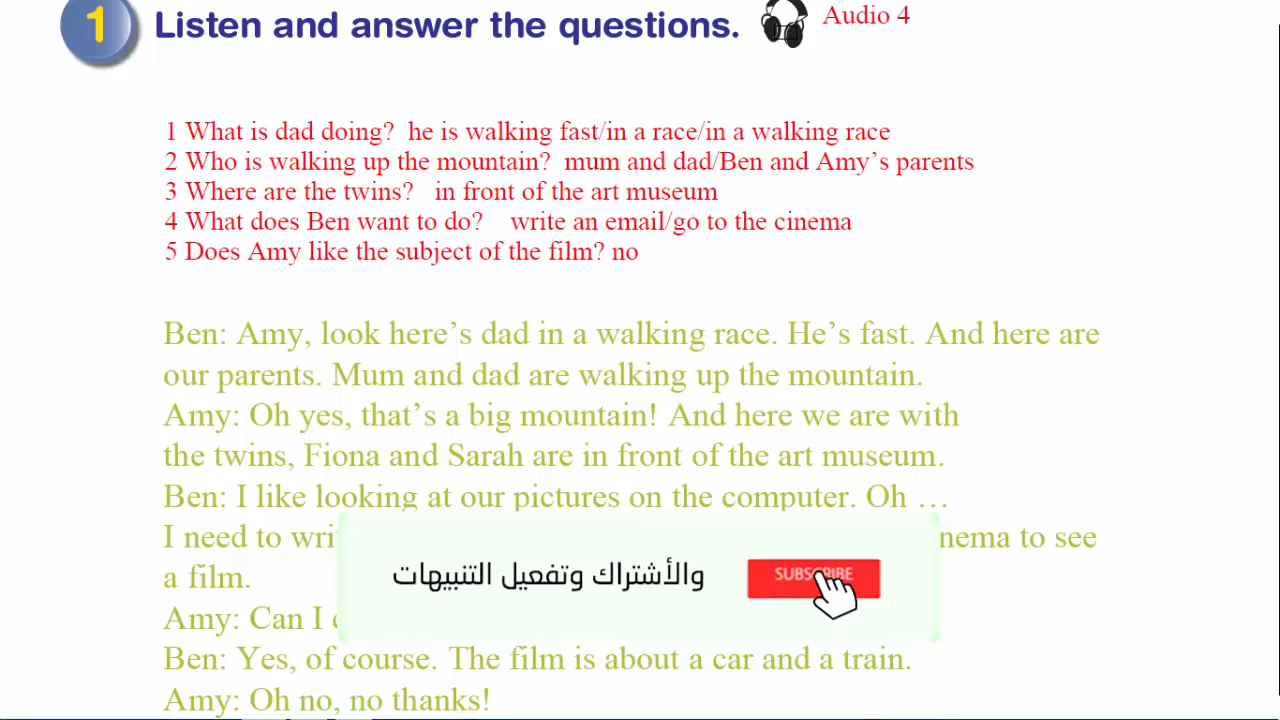 1 Listen and answer the questions. Audio 4
1 What is dad doing? he is walking fast/in a race/in a walking race
2 Who is walking up the mountain? mum and dad/Ben and Amy's parents
3 Where are the twins? in front of the art museum
4 What does Ben want to do? write an email/go to the cinema
5 Does Amy like the subject of the film? no
Ben: Amy, look here's dad in a walking race. He's fast. And here are
our parents. Mum and dad are walking up the mountain.
Amy: Oh yes, that's a big mountain! And here we are with
the twins, Fiona and Sarah are in front of the art museum.
Ben: I like looking at our pictures on the computer. Oh …
I need to to see
a film.
والأشتراك وتفعيل التنبيهات SUBSCRIBE
Amy: Can I
Ben: Yes, of course. The film is about a car and a train.
Amy: Oh no, no thanks!